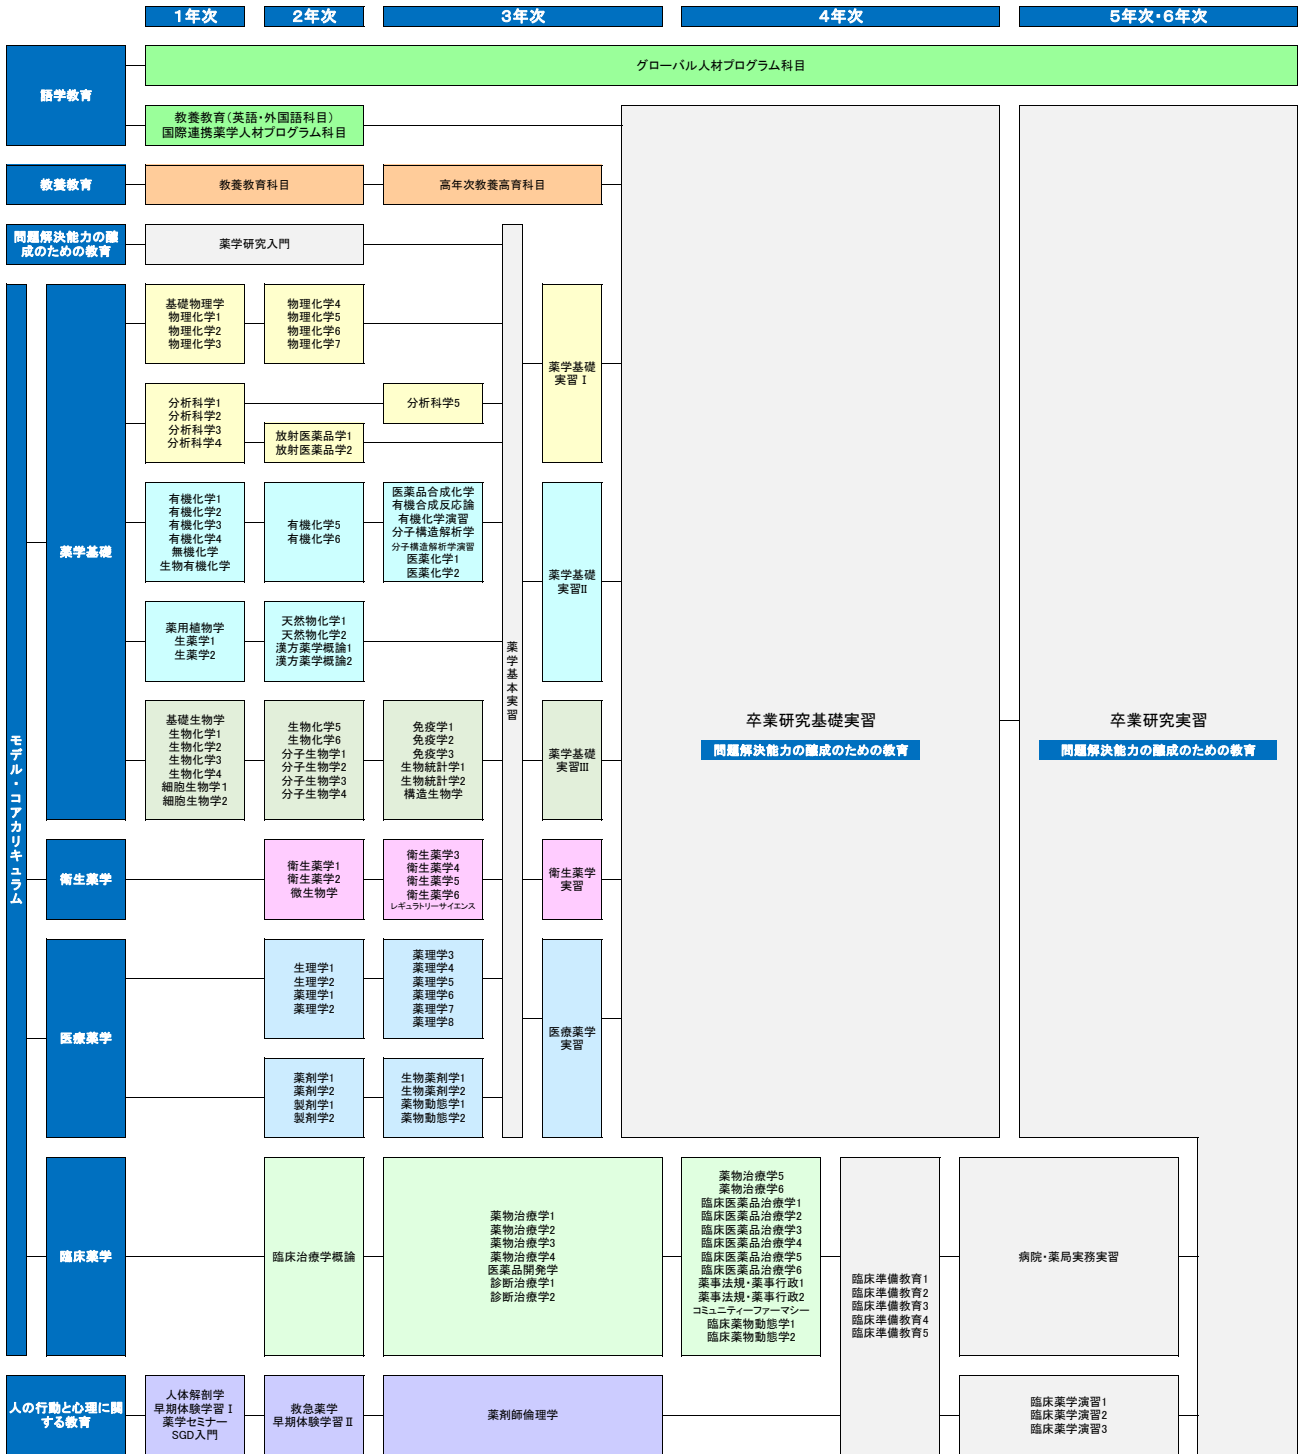 1年次
2年次
3年次
4年次
5年次・6年次
語学教育
グローバル人材プログラム科目
教養教育（英語・外国語科目）
国際連携薬学人材プログラム科目
教養教育
教養教育科目
高年次教養高育科目
問題解決能力の醸
成のための教育
薬学研究入門
モデル・コアカリキュラム
薬学基礎
基礎物理学
物理化学1
物理化学2
物理化学3
物理化学4
物理化学5
物理化学6
物理化学7
分析科学1
分析科学2
分析科学3
分析科学4
放射医薬品学1
放射医薬品学2
分析科学5
薬学基礎
実習Ⅰ
有機化学1
有機化学2
有機化学3
有機化学4
無機化学
生物有機化学
有機化学5
有機化学6
医薬品合成化学
有機合成反応論
有機化学演習
分子構造解析学
分子構造解析学演習
医薬化学1
医薬化学2
薬学基礎
実習II
薬用植物学
生薬学1
生薬学2
天然物化学1
天然物化学2
漢方薬学概論1
漢方薬学概論2
薬学基本実習
基礎生物学
生物化学1
生物化学2
生物化学3
生物化学4
細胞生物学1
細胞生物学2
生物化学5
生物化学6
分子生物学1
分子生物学2
分子生物学3
分子生物学4
免疫学1
免疫学2
免疫学3
生物統計学1
生物統計学2
構造生物学
薬学基礎
実習III
卒業研究基礎実習
問題解決能力の醸成のための教育
卒業研究実習
問題解決能力の醸成のための教育
衛生薬学
衛生薬学1
衛生薬学2
微生物学
衛生薬学3
衛生薬学4
衛生薬学5
衛生薬学6
レギュラトリーサイエンス
衛生薬学
実習
医療薬学
生理学1
生理学2
薬理学1
薬理学2
薬理学3
薬理学4
薬理学5
薬理学6
薬理学7
薬理学8
医療薬学
実習
薬剤学1
薬剤学2
製剤学1
製剤学2
生物薬剤学1
生物薬剤学2
薬物動態学1
薬物動態学2
臨床薬学
臨床治療学概論
薬物治療学1
薬物治療学2
薬物治療学3
薬物治療学4
医薬品開発学
診断治療学1
診断治療学2
薬物治療学5
薬物治療学6
臨床医薬品治療学1
臨床医薬品治療学2
臨床医薬品治療学3
臨床医薬品治療学4
臨床医薬品治療学5
臨床医薬品治療学6
薬事法規・薬事行政1
薬事法規・薬事行政2
コミュニティーファーマシー
臨床薬物動態学1
臨床薬物動態学2
臨床準備教育1
臨床準備教育2
臨床準備教育3
臨床準備教育4
臨床準備教育5
病院・薬局実務実習
人の行動と心理に関
する教育
人体解剖学
早期体験学習Ⅰ
薬学セミナー
SGD入門
救急薬学
早期体験学習Ⅱ
薬剤師倫理学
臨床薬学演習1
臨床薬学演習2
臨床薬学演習3